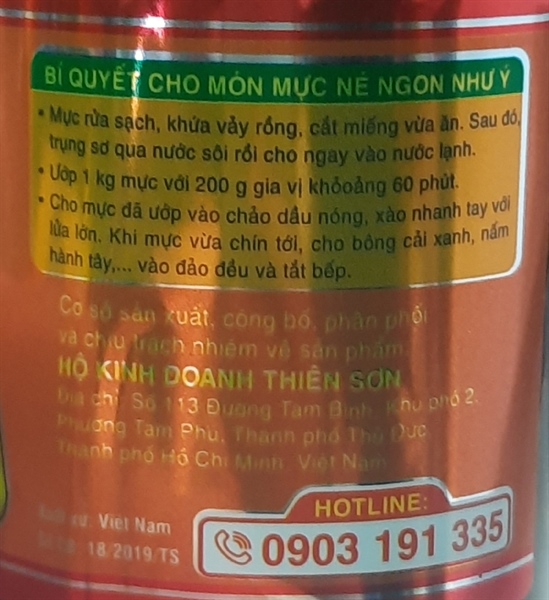 BÍ QUYẾT CHO MÓN MỰC NẺ NGON NHƯ Ý
• Mực rửa sạch, khứa vảy rồng, cắt miếng vừa ăn. Sau đó,
trụng sơ qua nước sôi rồi cho ngay vào nước lạnh.
• Uớp 1 kg mực với 200 g gia vị khỏoảng 60 phút.
• Cho mực đã ướp vào chảo dầu nóng, xào nhanh tay với
lửa lớn. Khi mực vừa chín tới, cho bông cải xanh, nấm
hành tây,... vào đảo đều và tắt bếp.
Cơ sở sản xuất, công bố, phân phối
và chịu trách nhiệm về sản phẩm:
HỘ KINH DOANH THIÊN SƠN
Địa chỉ: Số 113 Đường Tam Bình, Khu phố 2,
Phường Tam Phú, Thành phố Thủ Đức
Thành phố Hồ Chí Minh, Việt Nam
xứ: Việt Nam
18/2019/TS
HOTLINE:
0903 191 335